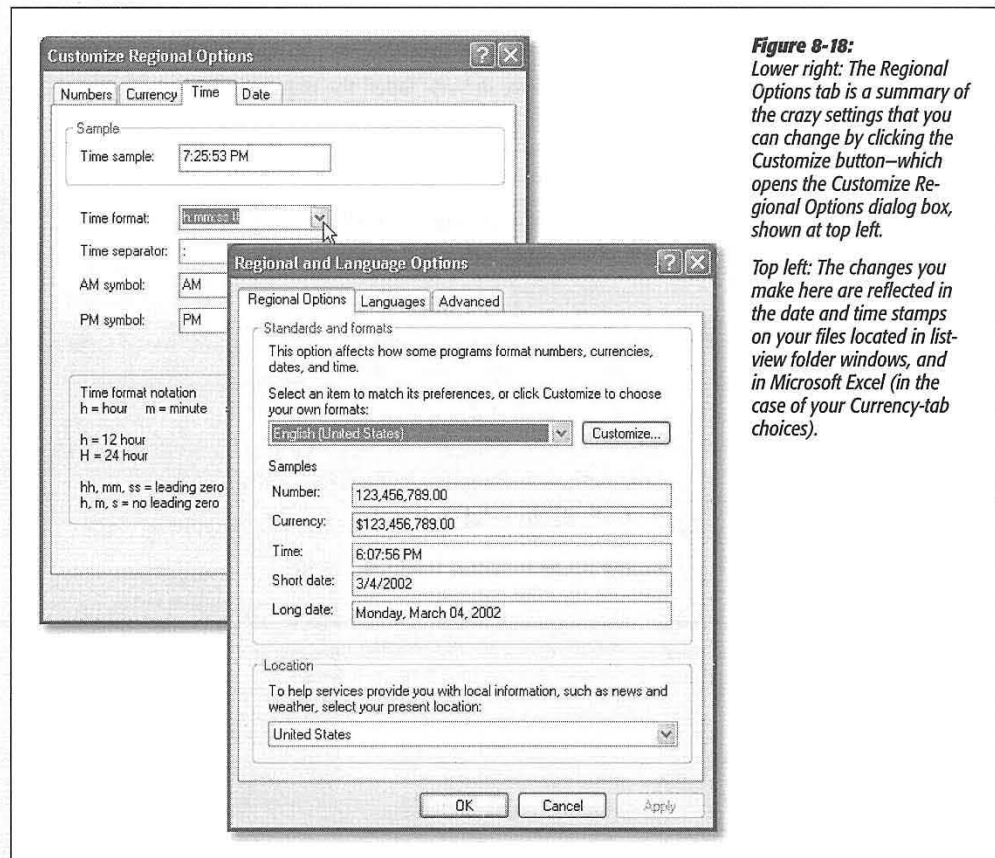 Customize Regional Options
Numbers Currency Time Date
Sample
Time sample: 7:25:53 PM
Time format: h:mm:ss tt
Time separator: :
AM symbol: AM
PM symbol: PM
Time format notation
h = hour m = minute
h = 12 hour
H = 24 hour
hh, mm, ss = leading zero
h, m, s = no leading zero
Regional and Language Options
Regional Options Languages Advanced
Standards and formats
This option affects how some programs format numbers, currencies,
dates, and time.
Select an item to match its preferences, or click Customize to choose
your own formats:
English (United States) Customize...
Samples
Number: 123,456,789.00
Currency: $123,456,789.00
Time: 6:07:56 PM
Short date: 3/4/2002
Long date: Monday, March 04, 2002
Location
To help services provide you with local information, such as news and
weather, select your present location:
United States
OK Cancel Apply
Figure 8-18:
Lower right: The Regional
Options tab is a summary of
the crazy settings that you
can change by clicking the
Customize button—which
opens the Customize Re-
gional Options dialog box,
shown at top left.
Top left: The changes you
make here are reflected in
the date and time stamps
on your files located in list-
view folder windows, and
in Microsoft Excel (in the
case of your Currency-tab
choices).